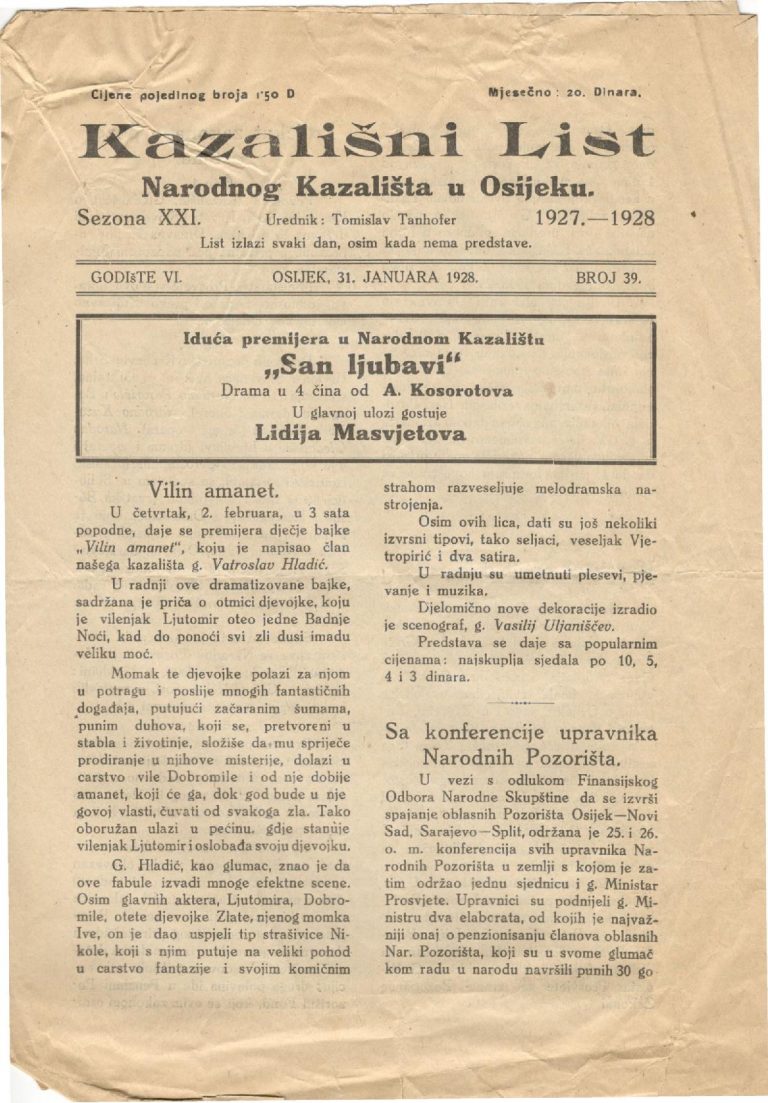 Cijene pojedinog broja 1·50 D
Mjesečno: 20. Dinara.
Kazališni List
Narodnog Kazališta u Osijeku.
Sezona XXI.
Urednik: Tomislav Tanhofer
1927.—1928
List izlazi svaki dan, osim kada nema predstave.
GODIšTE VI.
OSIJEK, 31. JANUARA 1928.
BROJ 39.
Iduća premijera u Narodnom Kazalištu
„San ljubavi“
Drama u 4 čina od A. Kosorotova
U glavnoj ulozi gostuje
Lidija Masvjetova
Vilin amanet.
U četvrtak, 2. februara, u 3 sata
popodne, daje se premijera dječje bajke
„Vilin amanet“, koju je napisao član
našega kazališta g. Vatroslav Hladić.
U radnji ove dramatizovane bajke,
sadržana je priča o otmici djevojke, koju
je vilenjak Ljutomir oteo jedne Badnje
Noći, kad do ponoći svi zli dusi imadu
veliku moć.
Momak te djevojke polazi za njom
u potragu i poslije mnogih fantastičnih
događaja, putujući začaranim šumama,
punim duhova, koji se, pretvoreni u
stabla i životinje, složiše da mu spriječe
prodiranje u njihove misterije, dolazi u
carstvo vile Dobromile i od nje dobije
amanet, koji će ga, dok god bude u nje
govoj vlasti, čuvati od svakoga zla. Tako
oboružan ulazi u pećinu, gdje stanuje
vilenjak Ljutomir i oslobađa svoju djevojku.
G. Hladić, kao glumac, znao je da
ove fabule izvadi mnoge efektne scene.
Osim glavnih aktera, Ljutomira, Dobro-
mile, otete djevojke Zlate, njenog momka
Ive, on je dao uspjeli tip strašivice Ni-
kole, koji s njim putuje na veliki pohod
u carstvo fantazije i svojim komičnim
strahom razveseljuje melodramska na-
strojenja.
Osim ovih lica, dati su još nekoliki
izvrsni tipovi, tako seljaci, veseljak Vje-
tropirić i dva satira.
U radnju su umetnuti plesevi, pje-
vanje i muzika.
Djelomično nove dekoracije izradio
je scenograf, g. Vasilij Uljaniščev.
Predstava se daje sa popularnim
cijenama: najskuplja sjedala po 10, 5,
4 i 3 dinara.
Sa konferencije upravnika
Narodnih Pozorišta.
U vezi s odlukom Finansijskog
Odbora Narodne Skupštine da se izvrši
spajanje oblasnih Pozorišta Osijek—Novi
Sad, Sarajevo—Split, održana je 25. i 26.
o. m. konferencija svih upravnika Na-
rodnih Pozorišta u zemlji s kojom je za-
tim održao jednu sjednicu i g. Ministar
Prosvjete. Upravnici su podnijeli g. Mi-
nistru dva elaborata, od kojih je najvaž-
niji onaj o penzionisanju članova oblasnih
Nar. Pozorišta, koji su u svome glumač
kom radu u narodu navršili punih 30 go